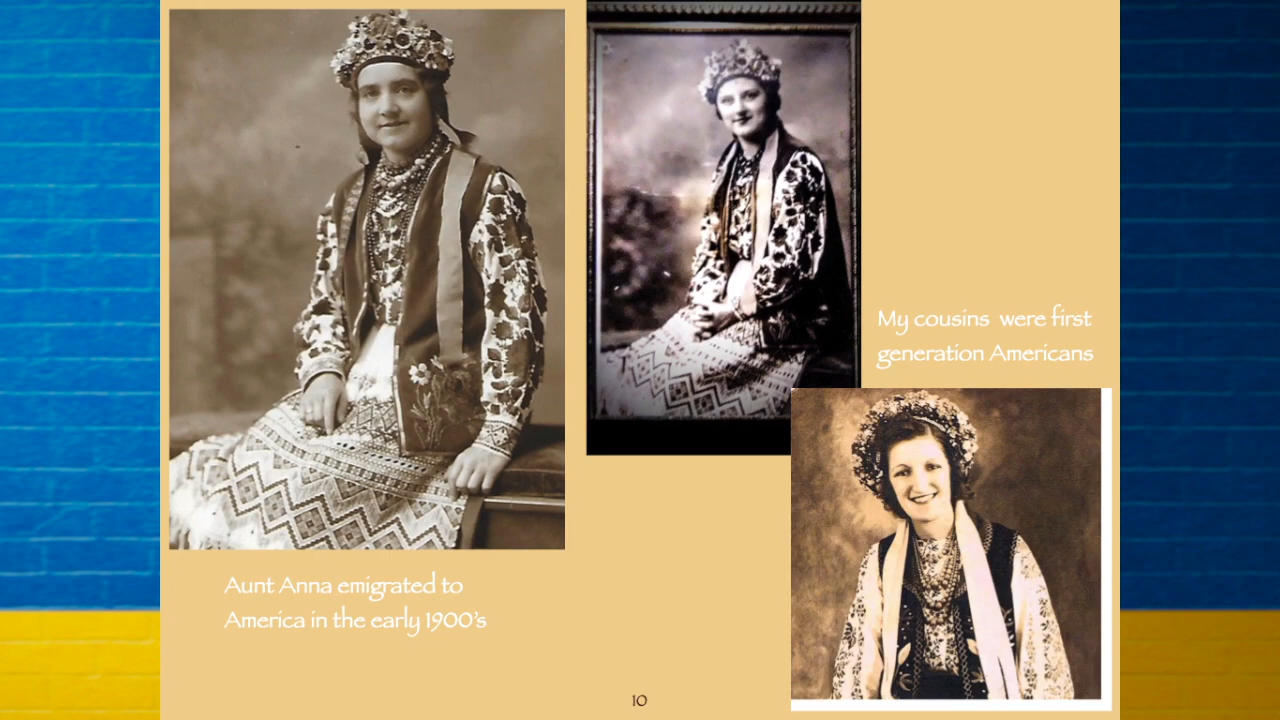 My cousins were first
generation Americans
Aunt Anna emigrated to
America in the early 1900's
10